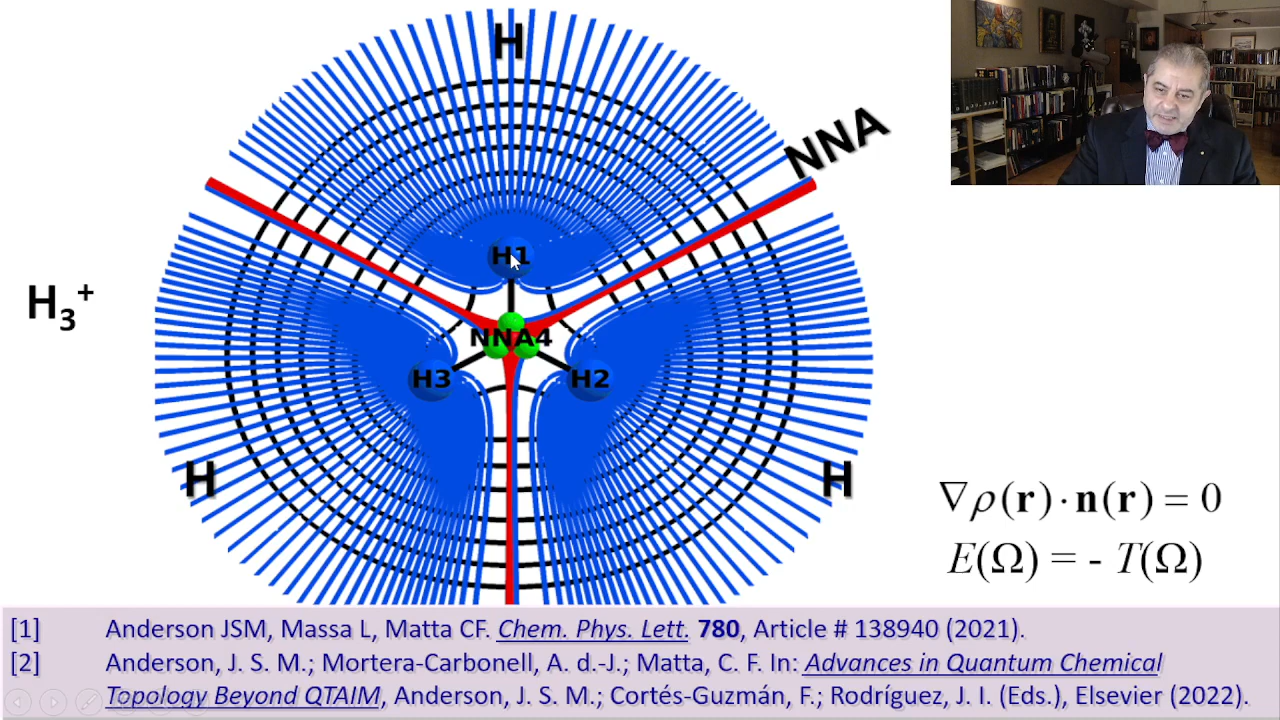 H
NNA
H1
H₃⁺
NNA4
H3
H2
H
H
∇ρ(r)·n(r) = 0
E(Ω) = - T(Ω)
[1] Anderson JSM, Massa L, Matta CF. Chem. Phys. Lett. 780, Article # 138940 (2021).
[2] Anderson, J. S. M.; Mortera-Carbonell, A. d.-J.; Matta, C. F. In: Advances in Quantum Chemical
Topology Beyond QTAIM, Anderson, J. S. M.; Cortés-Guzmán, F.; Rodríguez, J. I. (Eds.), Elsevier (2022).